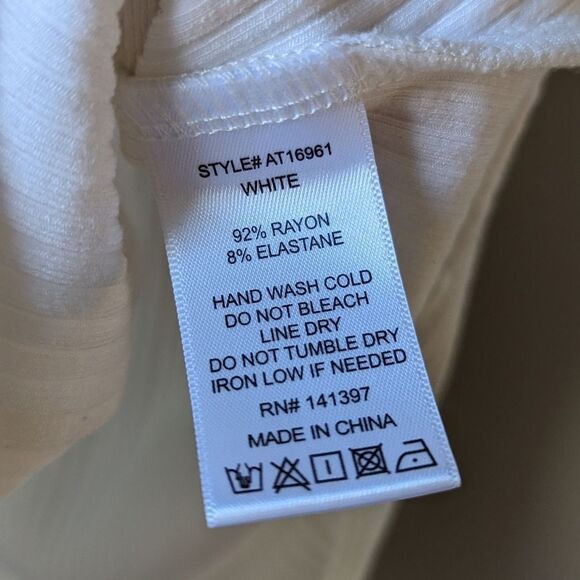 STYLE# AT16961
WHITE
92% RAYON
8% ELASTANE
HAND WASH COLD
DO NOT BLEACH
LINE DRY
DO NOT TUMBLE DRY
IRON LOW IF NEEDED
RN# 141397
MADE IN CHINA